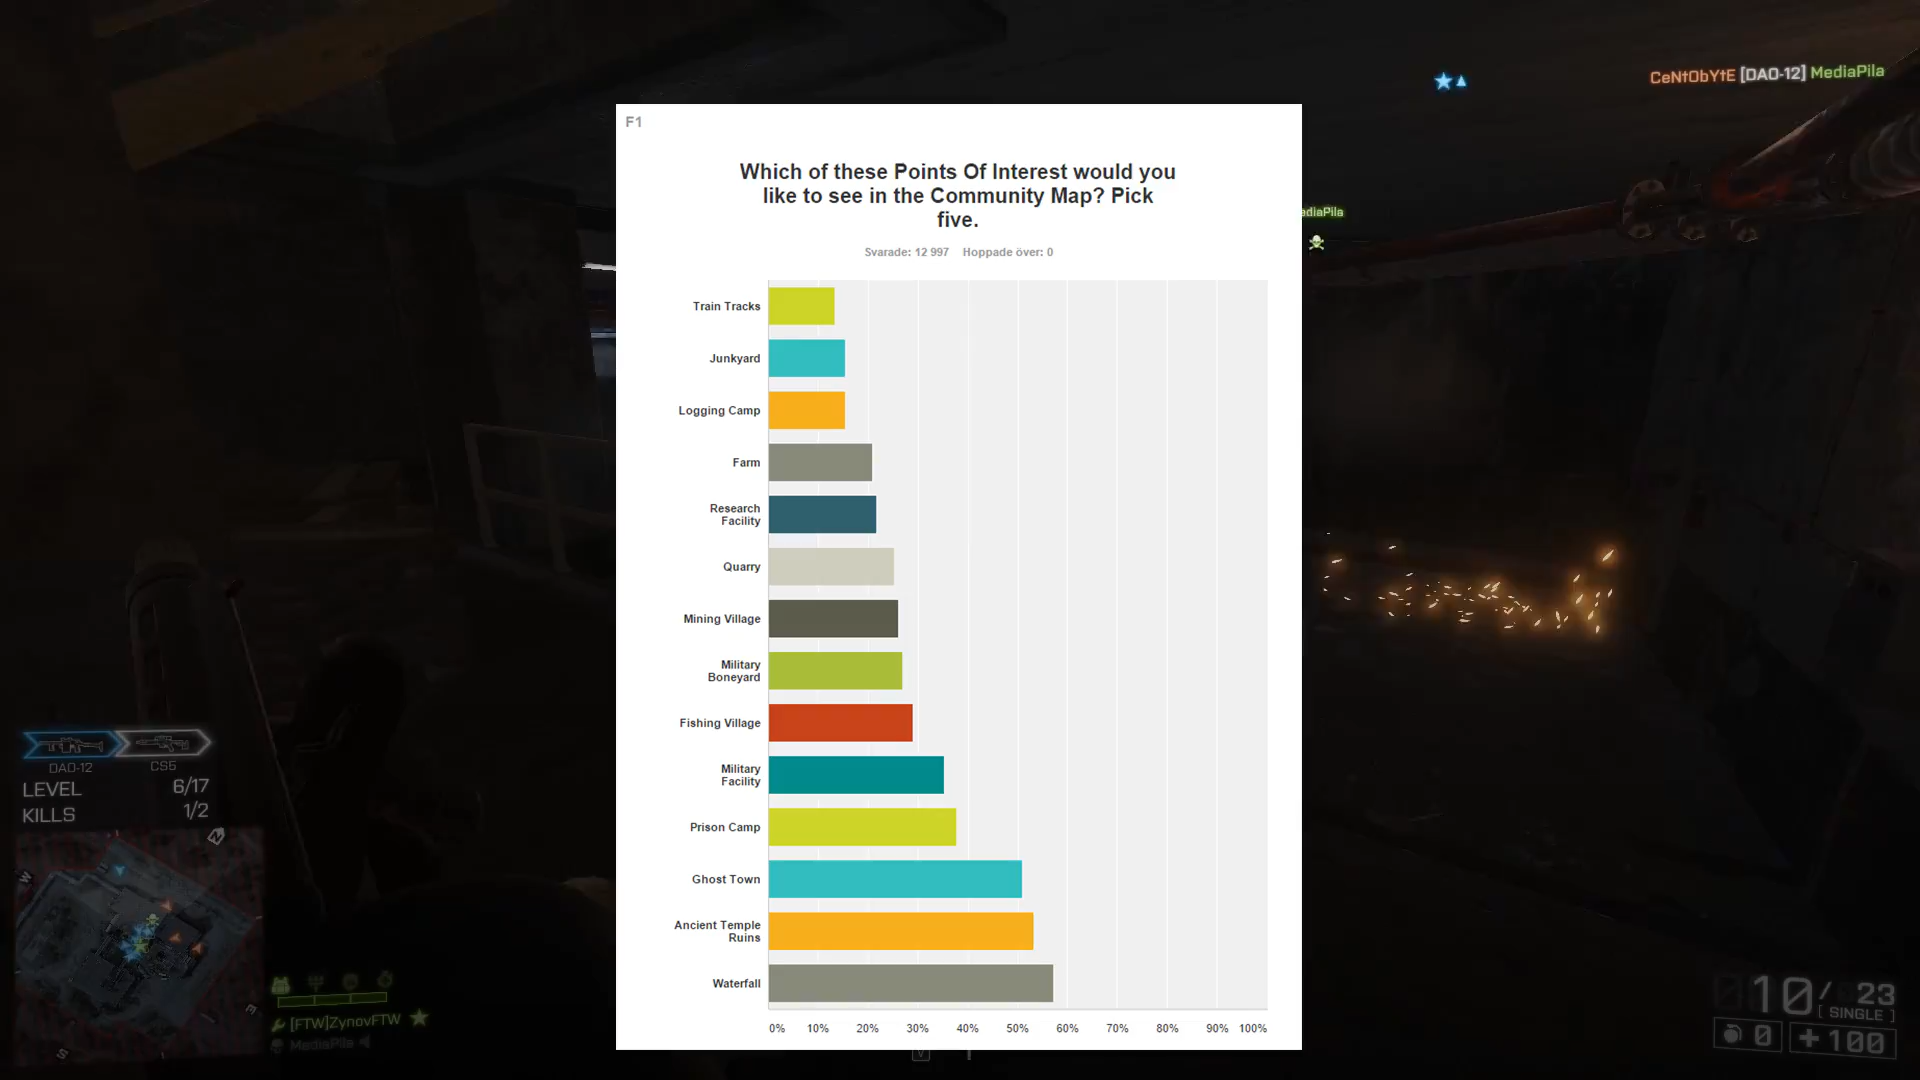 CeNtObYtE [DAO-12] MediaPila
F1
Which of these Points Of Interest would you
like to see in the Community Map? Pick
five.
ediaPila
Svarade: 12 997 Hoppade över: 0
Train Tracks
Junkyard
Logging Camp
Farm
Research
Facility
Quarry
Mining Village
Military
Boneyard
Fishing Village
Military
Facility
Prison Camp
Ghost Town
Ancient Temple
Ruins
Waterfall
0% 10% 20% 30% 40% 50% 60% 70% 80% 90% 100%
DAO-12 CS5
LEVEL 6/17
KILLS 1/2
N
W
E
S
[FTW]ZynovFTW
MediaPila
V
10/ 23
[ SINGLE ]
0 +100